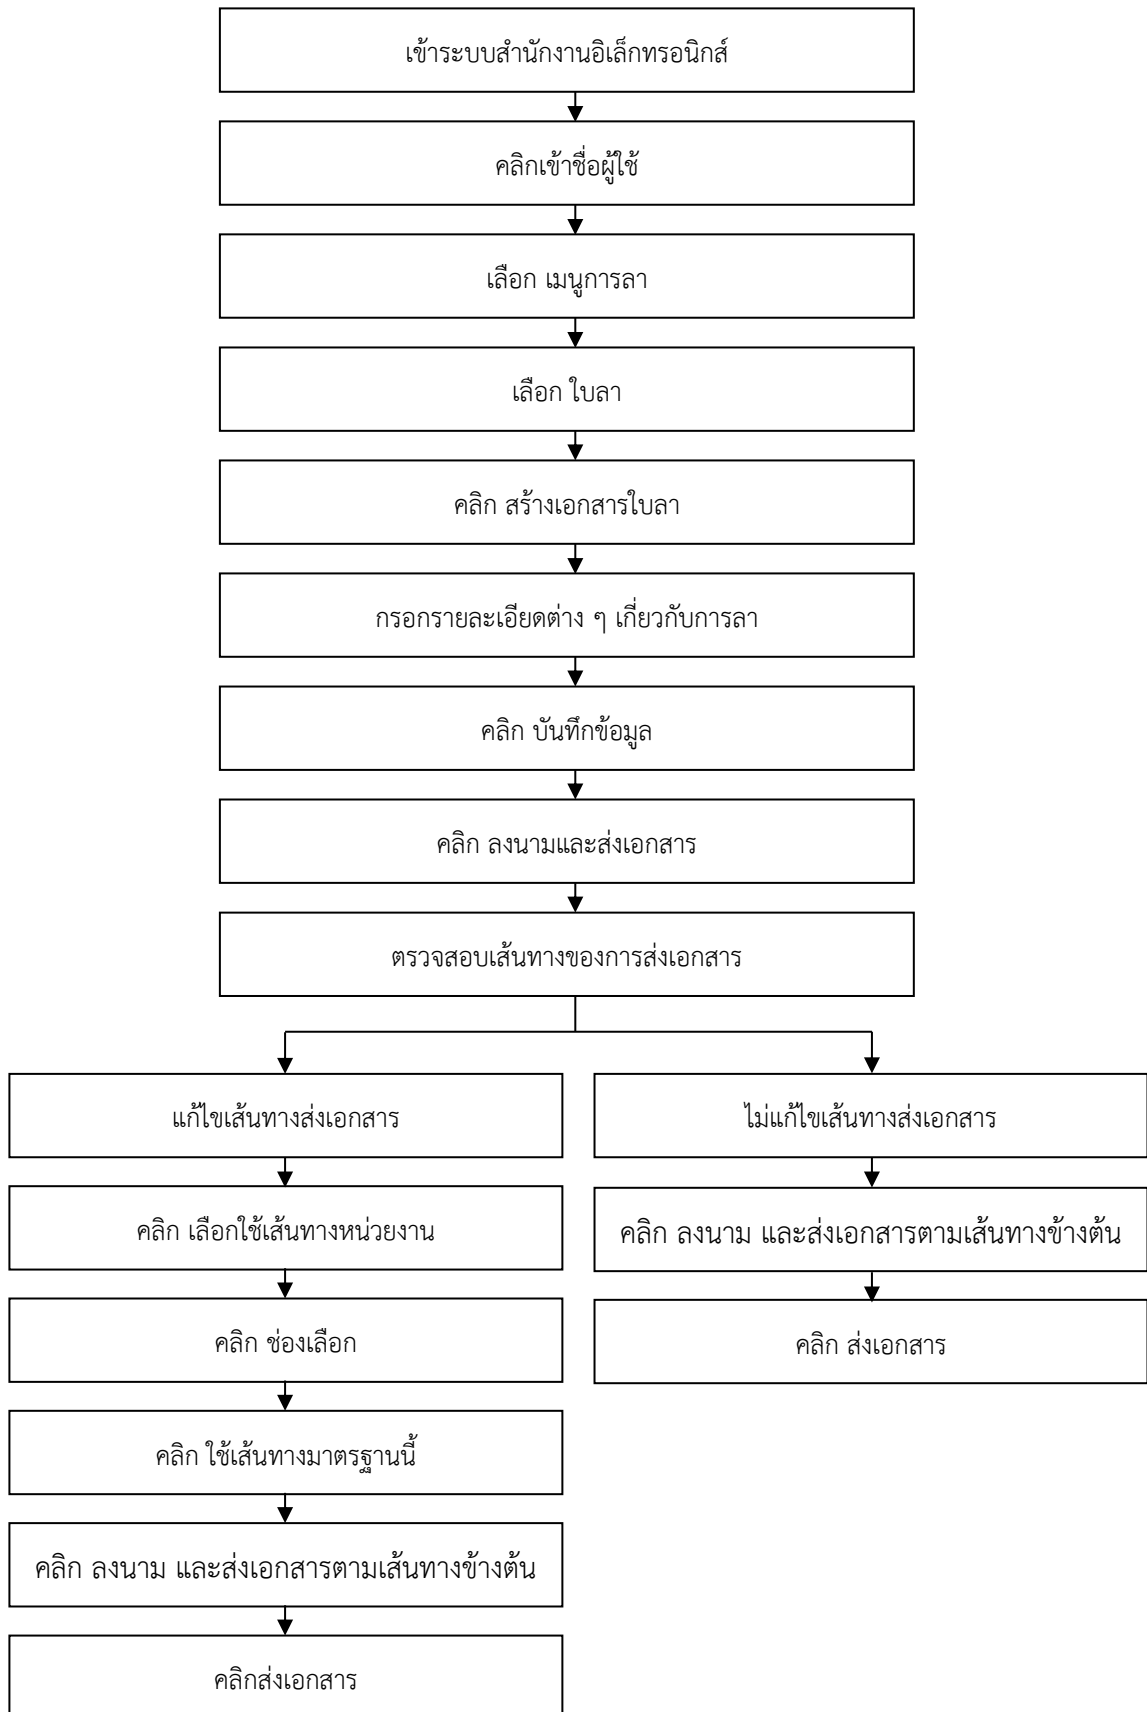 เข้าระบบสำนักงานอิเล็กทรอนิกส์
คลิกเข้าชื่อผู้ใช้
เลือก เมนูการลา
เลือก ใบลา
คลิก สร้างเอกสารใบลา
กรอกรายละเอียดต่าง ๆ เกี่ยวกับการลา
คลิก บันทึกข้อมูล
คลิก ลงนามและส่งเอกสาร
ตรวจสอบเส้นทางของการส่งเอกสาร
แก้ไขเส้นทางส่งเอกสาร
คลิก เลือกใช้เส้นทางหน่วยงาน
คลิก ช่องเลือก
คลิก ใช้เส้นทางมาตรฐานนี้
คลิก ลงนาม และส่งเอกสารตามเส้นทางข้างต้น
คลิกส่งเอกสาร
ไม่แก้ไขเส้นทางส่งเอกสาร
คลิก ลงนาม และส่งเอกสารตามเส้นทางข้างต้น
คลิก ส่งเอกสาร